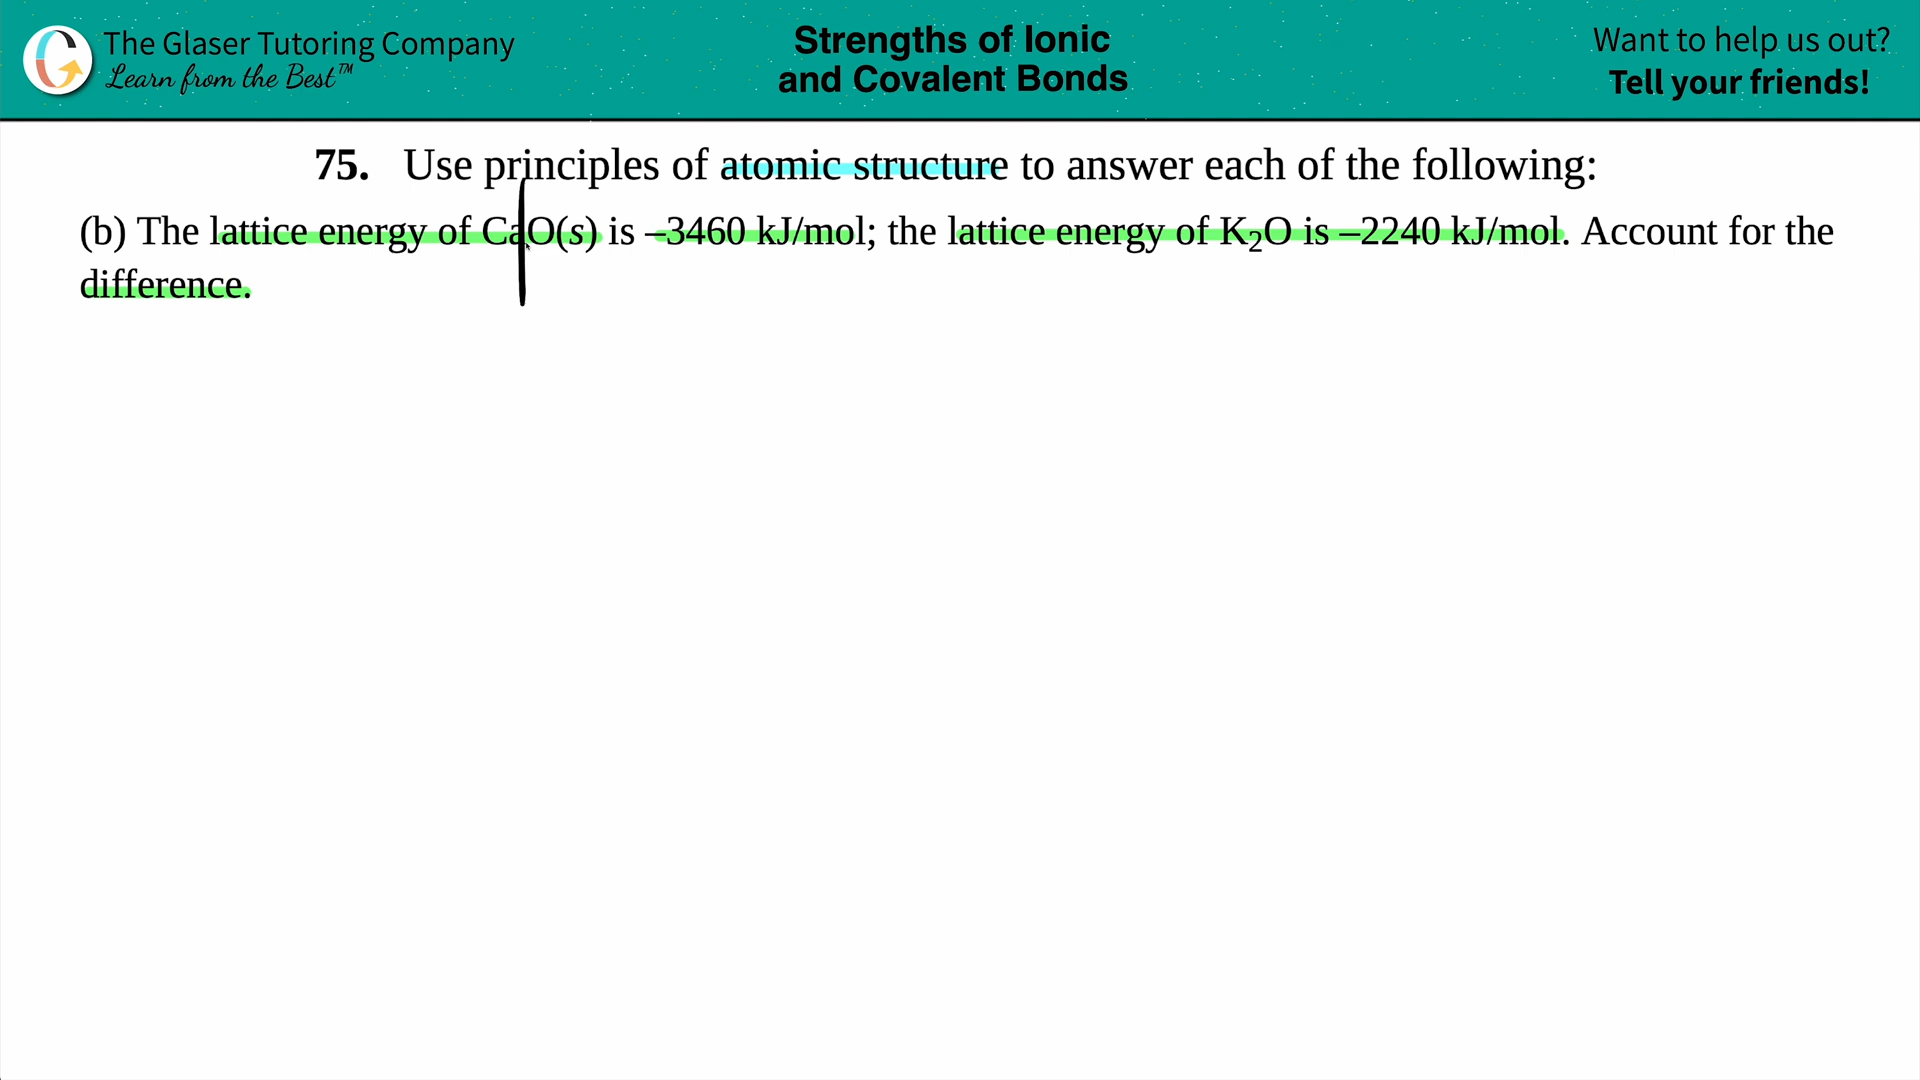 The Glaser Tutoring Company
Learn from the Best™
Strengths of Ionic
and Covalent Bonds
Want to help us out?
Tell your friends!
75. Use principles of atomic structure to answer each of the following:
(b) The lattice energy of CaO(s) is –3460 kJ/mol; the lattice energy of K₂O is –2240 kJ/mol. Account for the
difference.